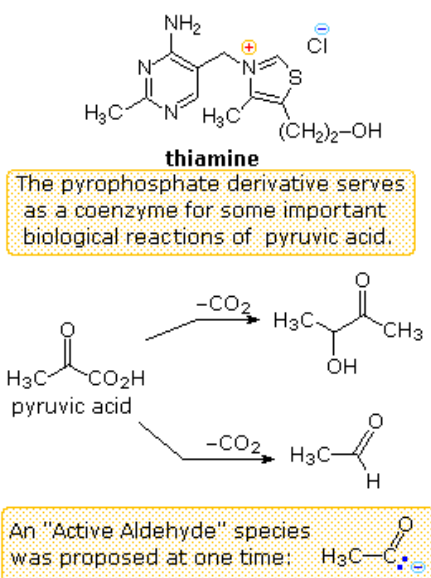 NH₂
⊕
⊖
Cl
N
N
S
N
H₃C
H₃C
(CH₂)₂–OH
thiamine
The pyrophosphate derivative serves
as a coenzyme for some important
biological reactions of pyruvic acid.
O
–CO₂
H₃C
CH₃
OH
O
H₃C
CO₂H
pyruvic acid
–CO₂
O
H₃C
H
An "Active Aldehyde" species
was proposed at one time:
O
H₃C–C:
⊖